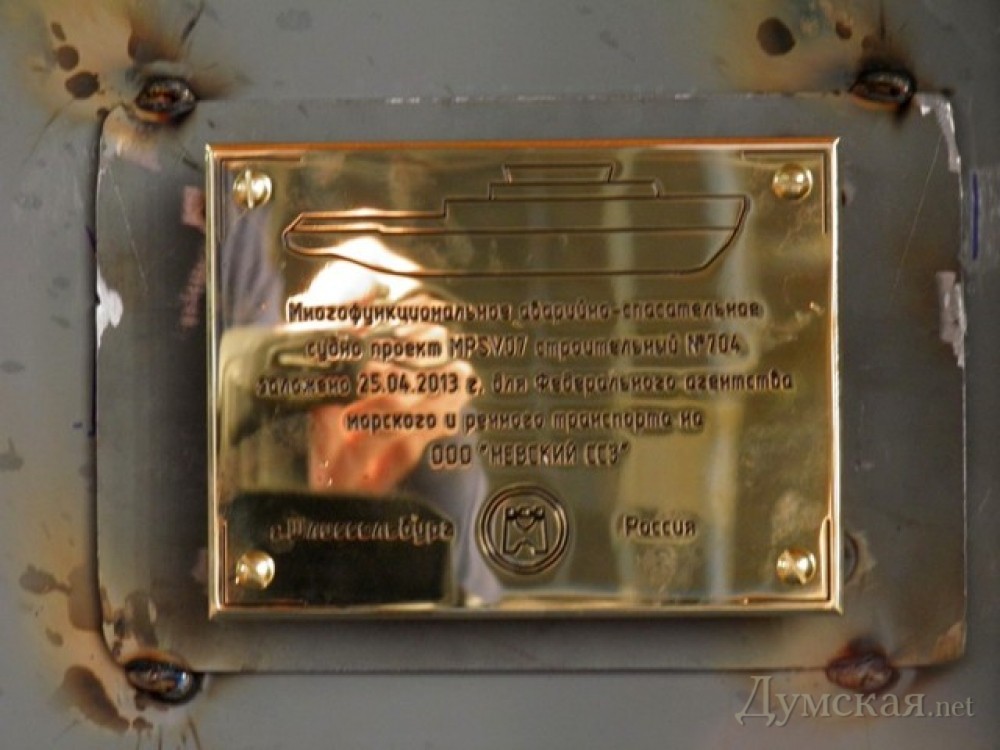 Многофункциональное аварийно-спасательное
судно проект MPSV07 строительный №704
заложено 25.04.2013 г. для Федерального агентства
морского и речного транспорта на
ООО "НЕВСКИЙ ССЗ"
г.Шлиссельбург Россия
Думская.net